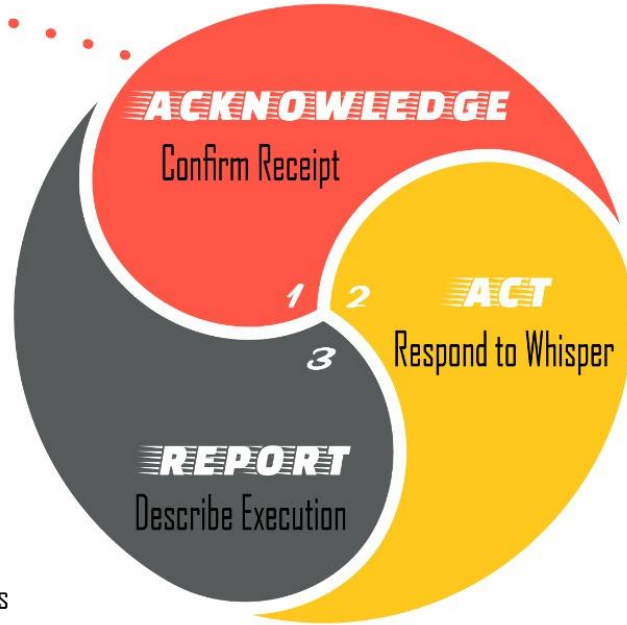 ACKNOWLEDGE
Confirm Receipt
1
2
ACT
Respond to Whisper
3
REPORT
Describe Execution
s